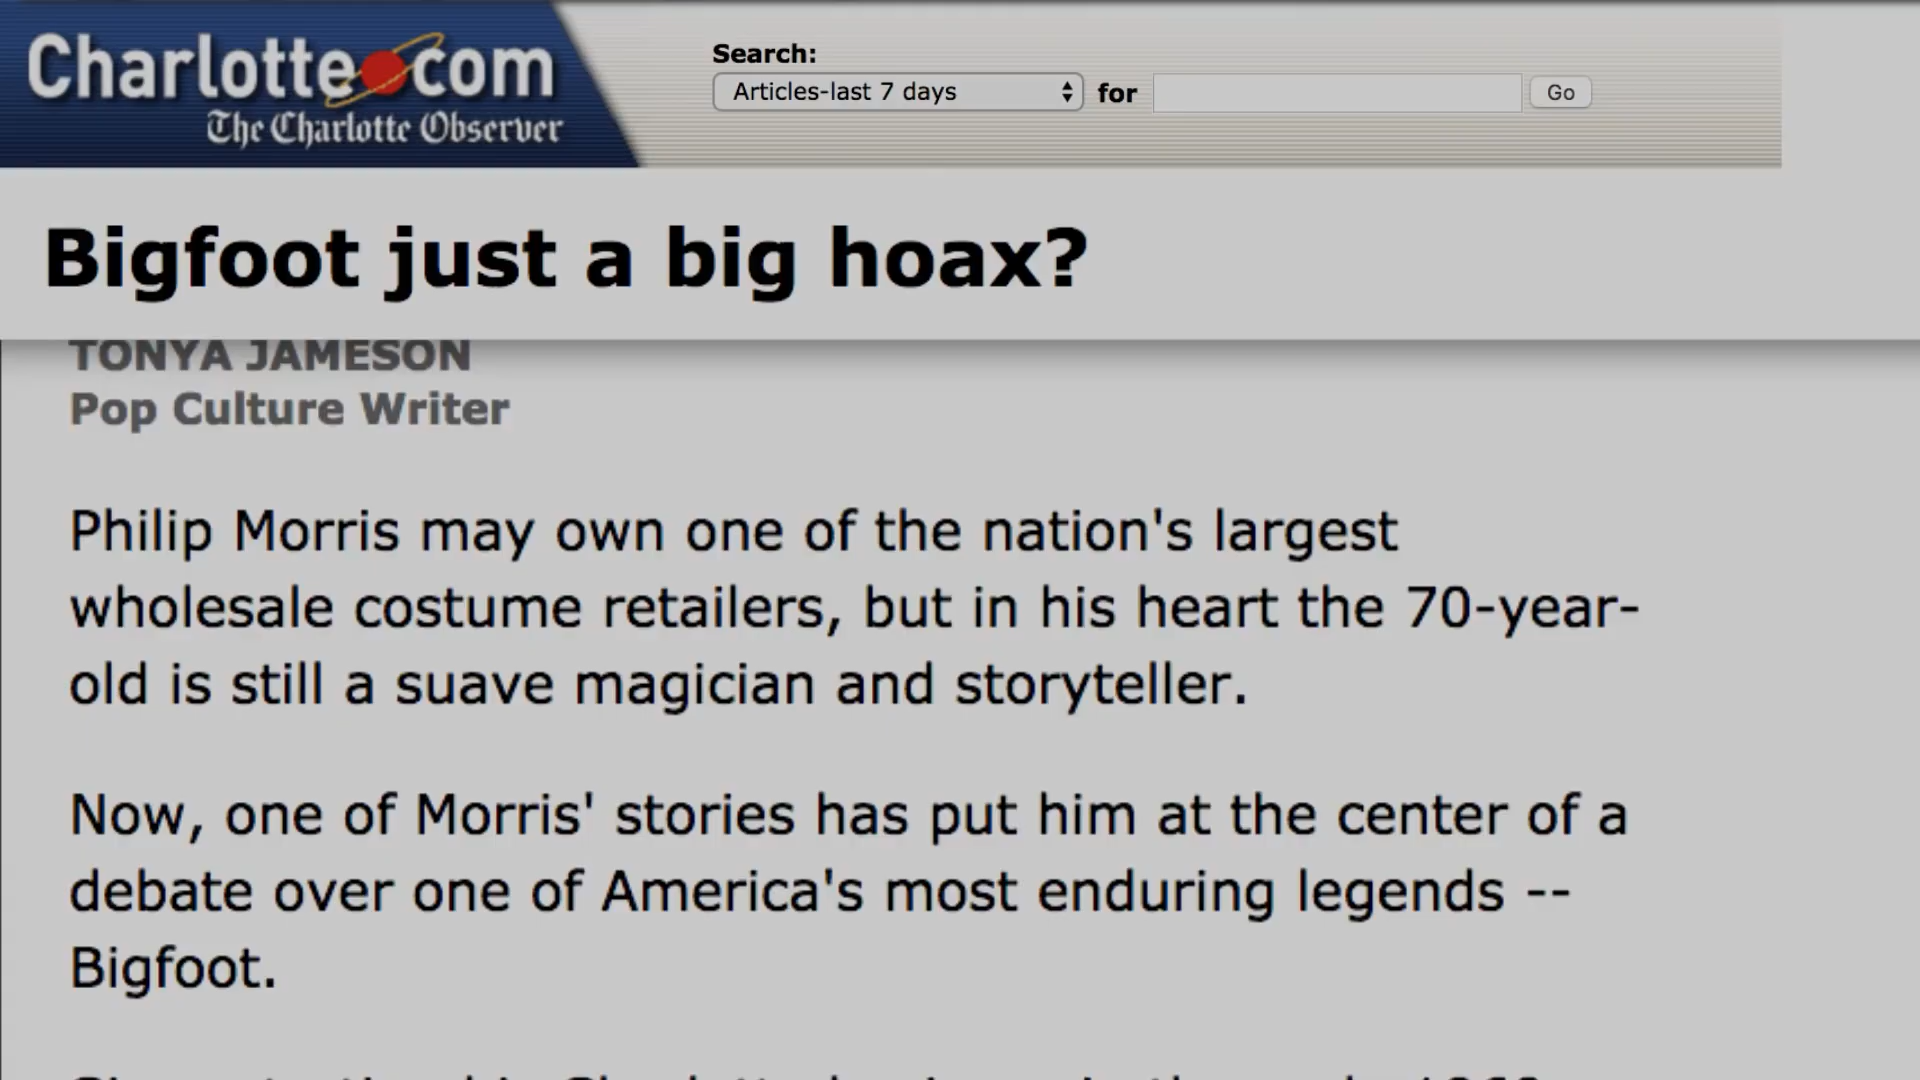 Charlotte.com
The Charlotte Observer
Search:
Articles-last 7 days for Go
Bigfoot just a big hoax?
TONYA JAMESON
Pop Culture Writer
Philip Morris may own one of the nation's largest
wholesale costume retailers, but in his heart the 70-year-
old is still a suave magician and storyteller.
Now, one of Morris' stories has put him at the center of a
debate over one of America's most enduring legends --
Bigfoot.